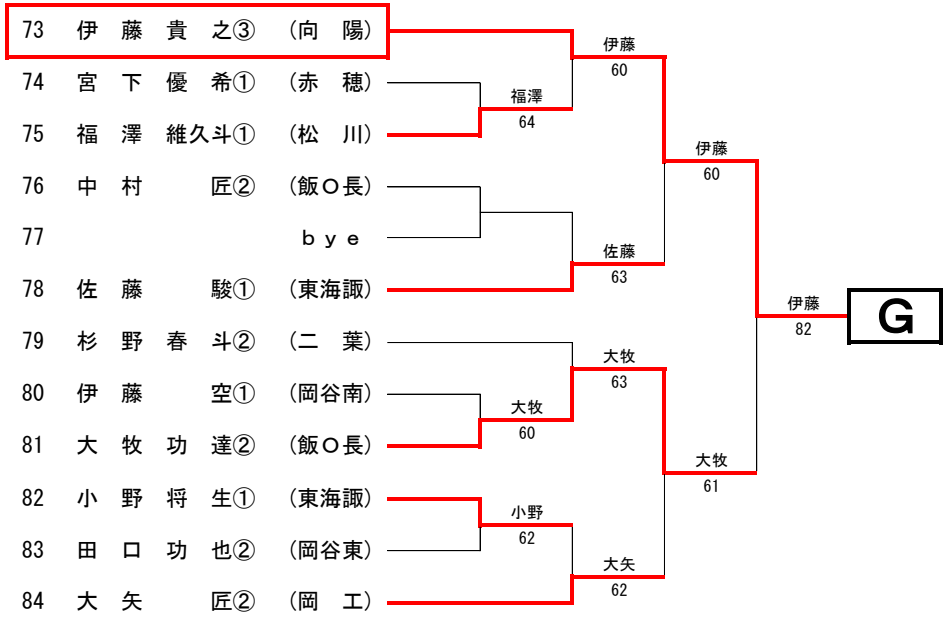 73 伊 藤 貴 之③ (向 陽)
74 宮 下 優 希① (赤 穂)
75 福 澤 維久斗① (松 川)
76 中 村 匠② (飯O長)
77 bye
78 佐 藤 駿① (東海諏)
79 杉 野 春 斗② (二 葉)
80 伊 藤 空① (岡谷南)
81 大 牧 功 達② (飯O長)
82 小 野 将 生① (東海諏)
83 田 口 功 也② (岡谷東)
84 大 矢 匠② (岡 工)
福澤
64
大牧
60
小野
62
伊藤
60
佐藤
63
大牧
63
大矢
62
伊藤
60
大牧
61
伊藤
82
G